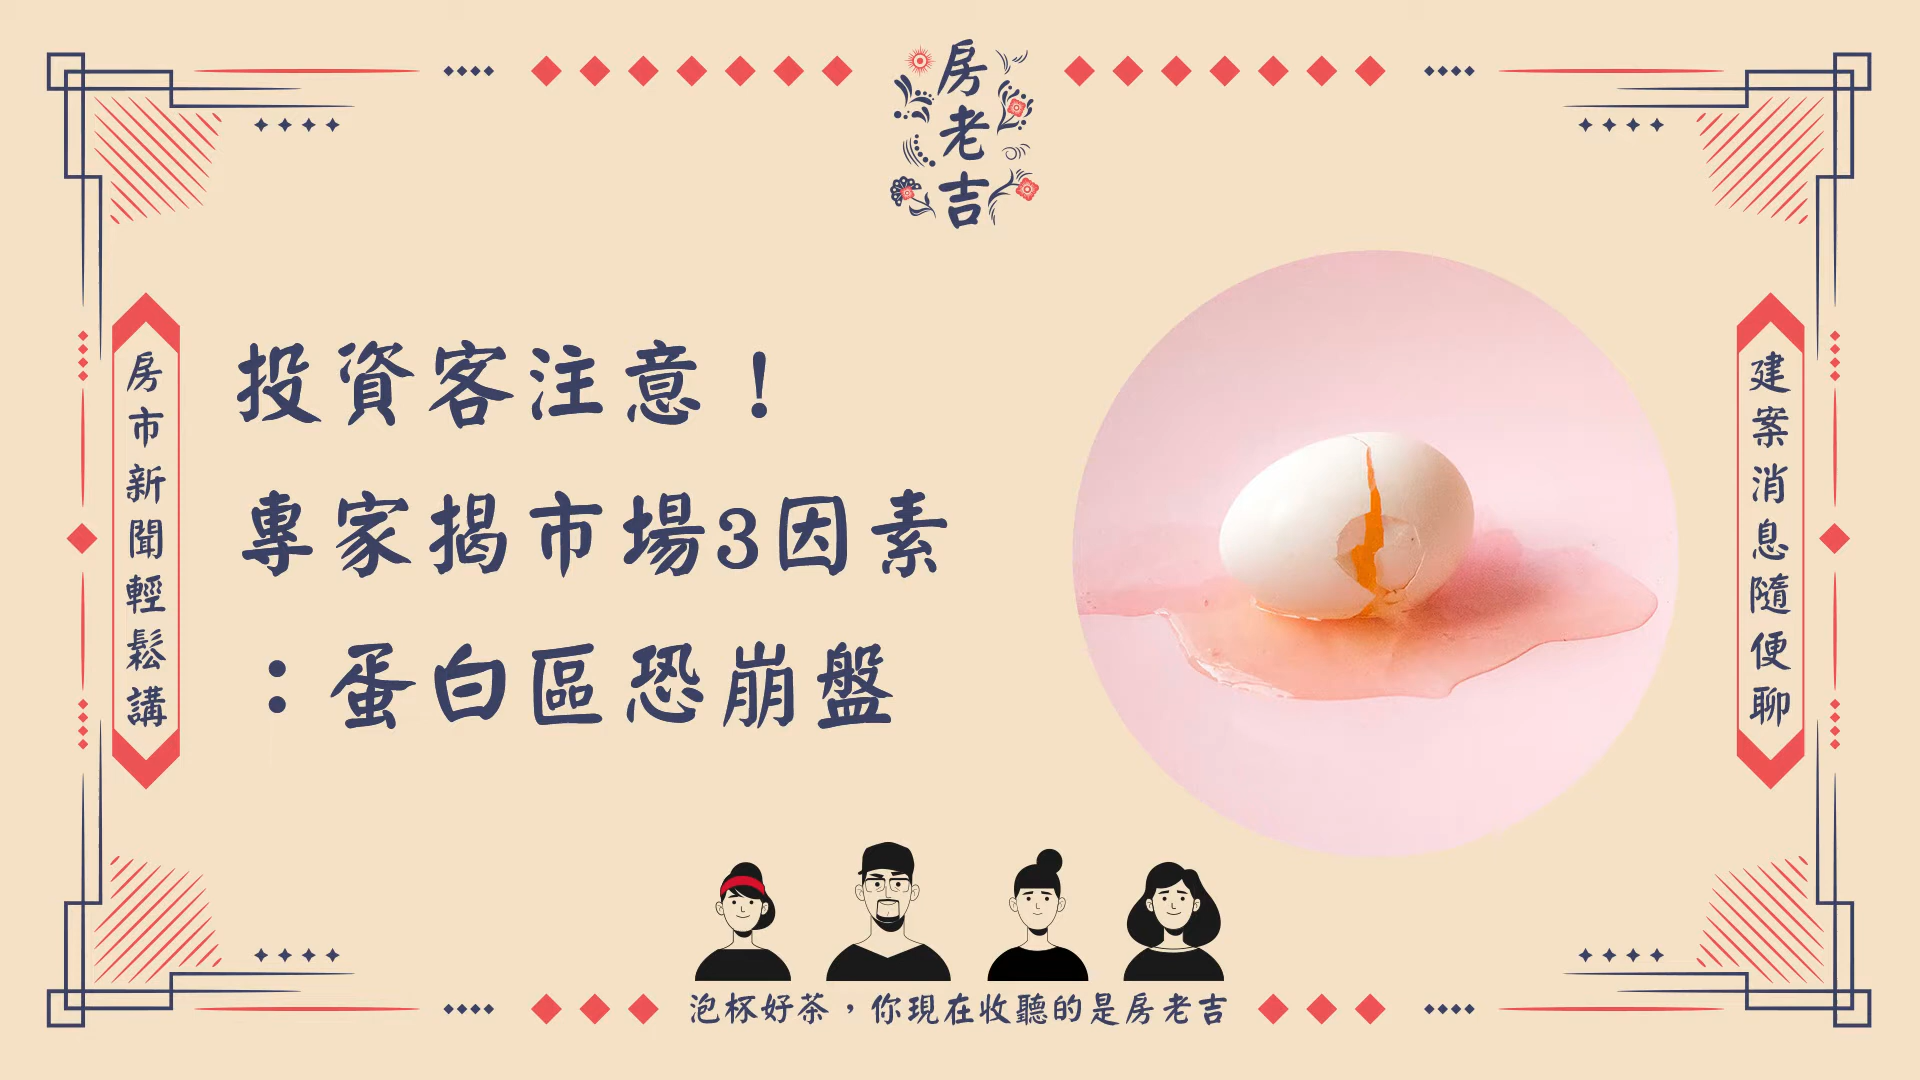 房老吉
投資客注意！
專家揭市場3因素
：蛋白區恐崩盤
房市新聞輕鬆講
建案消息隨便聊
泡杯好茶，你現在收聽的是房老吉